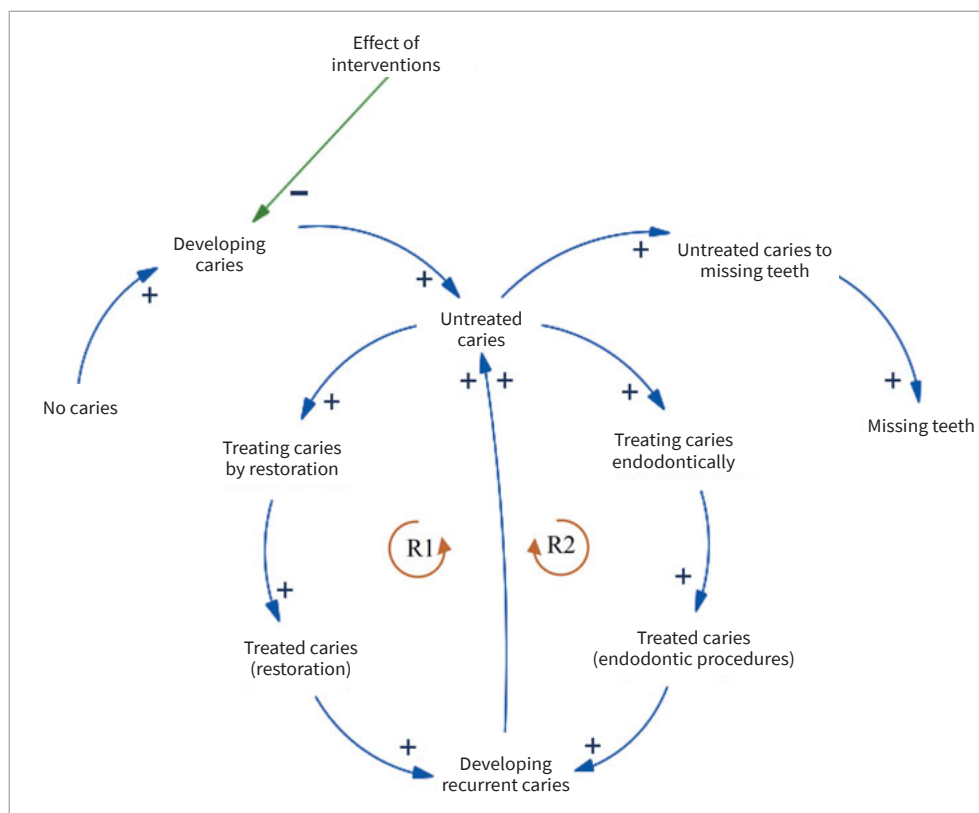 Effect of
interventions
−
Developing
caries
+
+
+
Untreated caries to
missing teeth
Untreated
caries
+
+
+
+
+
+
No caries
Missing teeth
Treating caries
by restoration
Treating caries
endodontically
R1
R2
+
+
Treated caries
(restoration)
Treated caries
(endodontic procedures)
+
+
Developing
recurrent caries